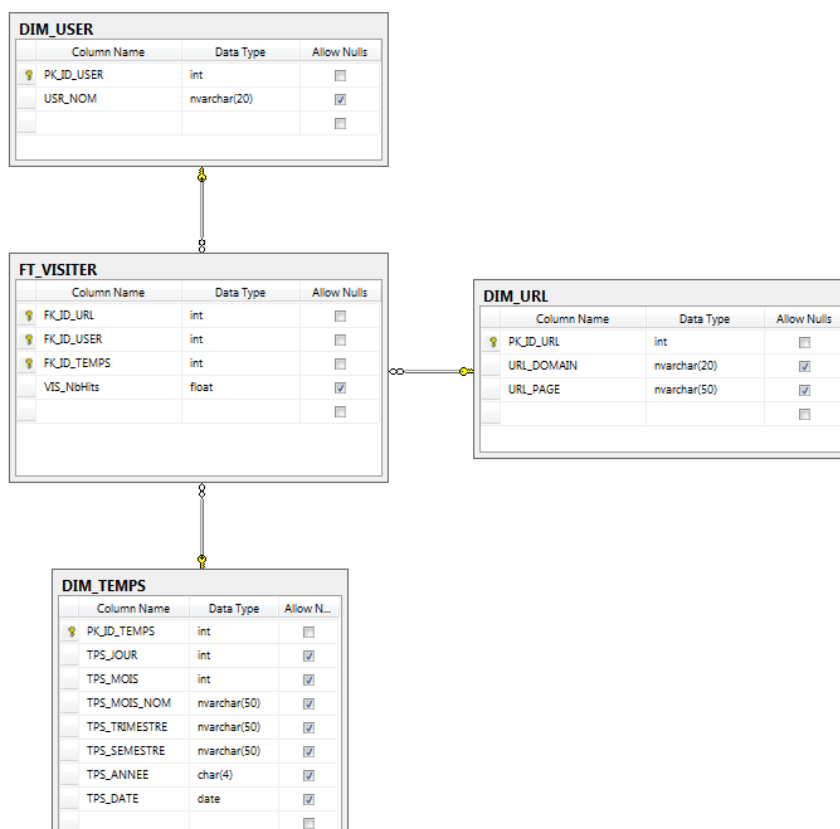 DIM_USER
Column Name Data Type Allow Nulls
PK_ID_USER int
USR_NOM nvarchar(20)
FT_VISITER
Column Name Data Type Allow Nulls
FK_ID_URL int
FK_ID_USER int
FK_ID_TEMPS int
VIS_NbHits float
DIM_URL
Column Name Data Type Allow Nulls
PK_ID_URL int
URL_DOMAIN nvarchar(20)
URL_PAGE nvarchar(50)
DIM_TEMPS
Column Name Data Type Allow N...
PK_ID_TEMPS int
TPS_JOUR int
TPS_MOIS int
TPS_MOIS_NOM nvarchar(50)
TPS_TRIMESTRE nvarchar(50)
TPS_SEMESTRE nvarchar(50)
TPS_ANNEE char(4)
TPS_DATE date